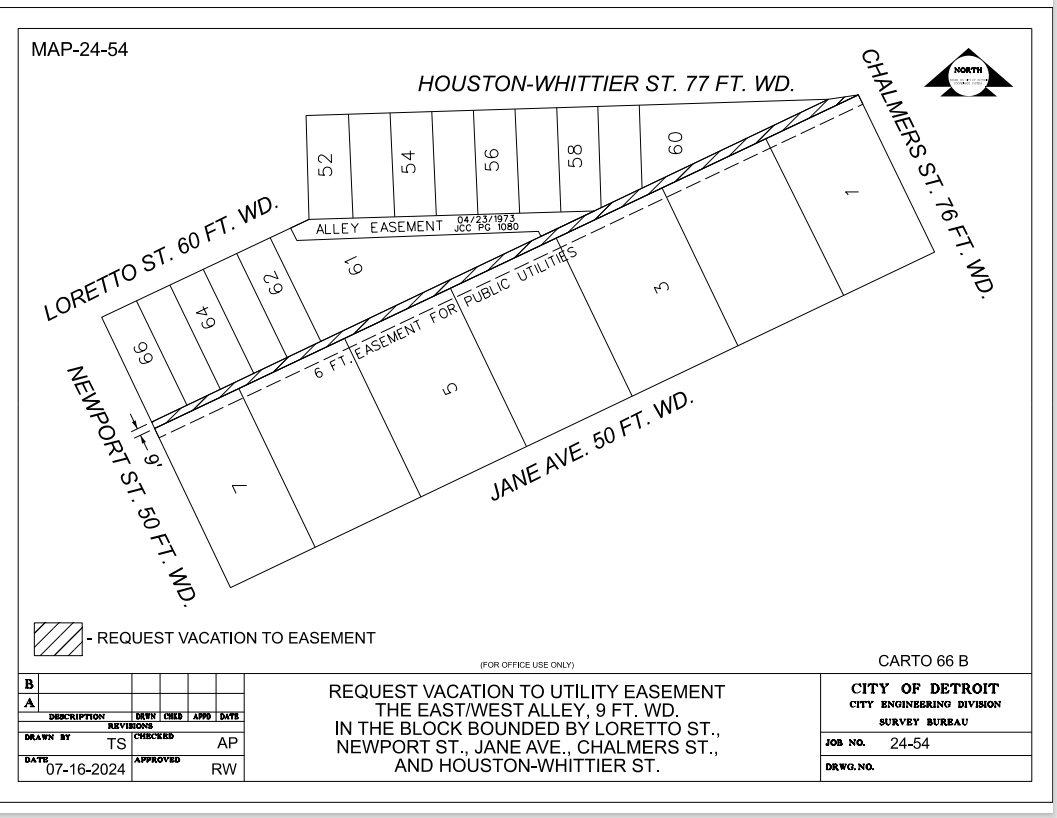 MAP-24-54
HOUSTON-WHITTIER ST. 77 FT. WD.
CHALMERS ST. 76 FT. WD.
NORTH
LORETTO ST. 60 FT. WD.
52
54
56
58
60
1
ALLEY EASEMENT
04/23/1973
JCC PG 1080
61
62
64
66
3
6 FT. EASEMENT FOR PUBLIC UTILITIES
5
7
9'
NEWPORT ST. 50 FT. WD.
JANE AVE. 50 FT. WD.
- REQUEST VACATION TO EASEMENT
(FOR OFFICE USE ONLY)
CARTO 66 B
B
A
DESCRIPTION DRWN CHKD APPD DATE
REVISIONS
DRAWN BY TS CHECKED AP
DATE 07-16-2024 APPROVED RW
REQUEST VACATION TO UTILITY EASEMENT
THE EAST/WEST ALLEY, 9 FT. WD.
IN THE BLOCK BOUNDED BY LORETTO ST.,
NEWPORT ST., JANE AVE., CHALMERS ST.,
AND HOUSTON-WHITTIER ST.
CITY OF DETROIT
CITY ENGINEERING DIVISION
SURVEY BUREAU
JOB NO. 24-54
DRWG. NO.